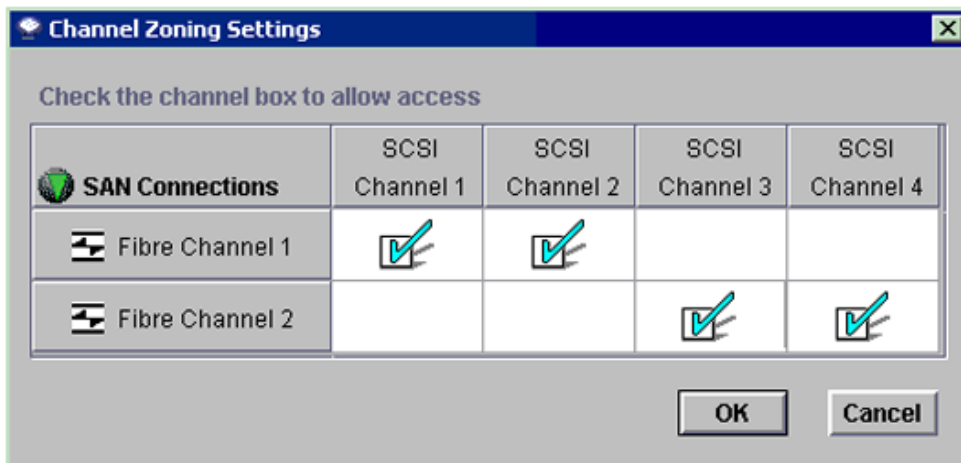 Channel Zoning Settings
Check the channel box to allow access
SAN Connections
SCSI Channel 1
SCSI Channel 2
SCSI Channel 3
SCSI Channel 4
Fibre Channel 1
Fibre Channel 2
OK
Cancel